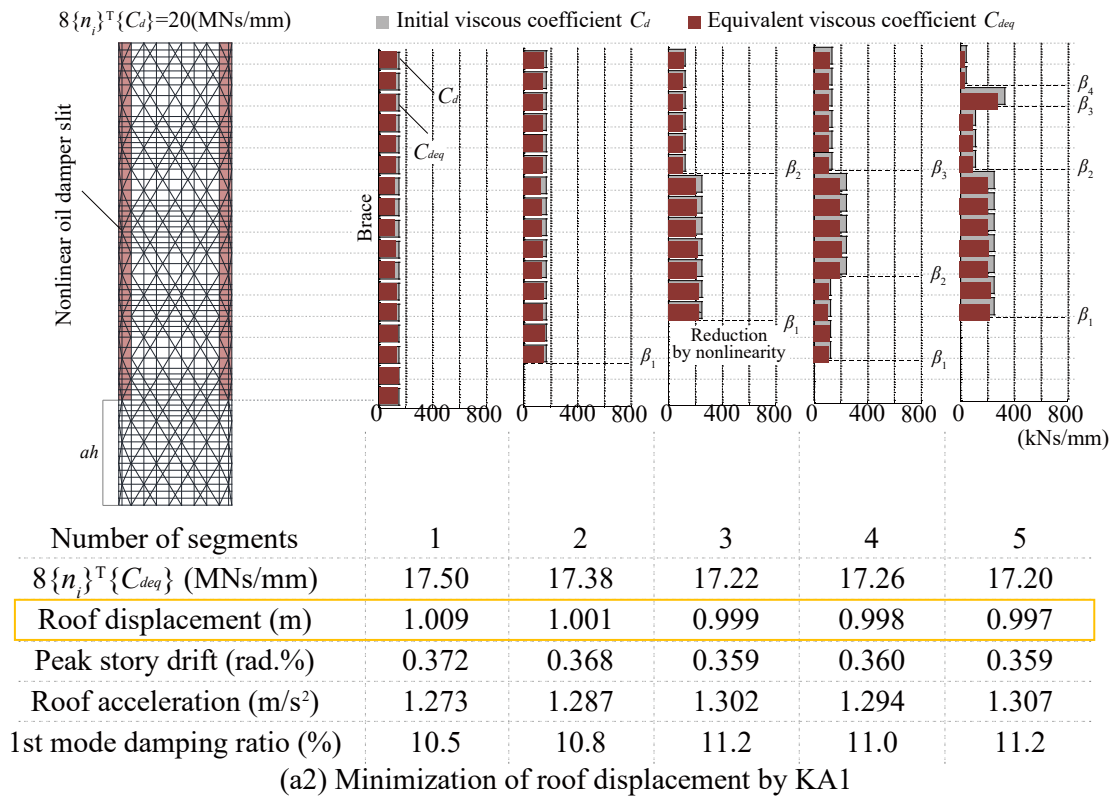 8{n_i}^T{C_d}=20(MNs/mm)
Initial viscous coefficient C_d
Equivalent viscous coefficient C_deq
Nonlinear oil damper slit
ah
Brace
C_d
C_deq
β_1
β_2
β_1
Reduction
by nonlinearity
β_3
β_2
β_1
β_4
β_3
β_2
β_1
0 400 800 0 400 800 0 400 800 0 400 800 0 400 800
(kNs/mm)
Number of segments 1 2 3 4 5
8{n_i}^T{C_deq} (MNs/mm) 17.50 17.38 17.22 17.26 17.20
Roof displacement (m) 1.009 1.001 0.999 0.998 0.997
Peak story drift (rad.%) 0.372 0.368 0.359 0.360 0.359
Roof acceleration (m/s²) 1.273 1.287 1.302 1.294 1.307
1st mode damping ratio (%) 10.5 10.8 11.2 11.0 11.2
(a2) Minimization of roof displacement by KA1